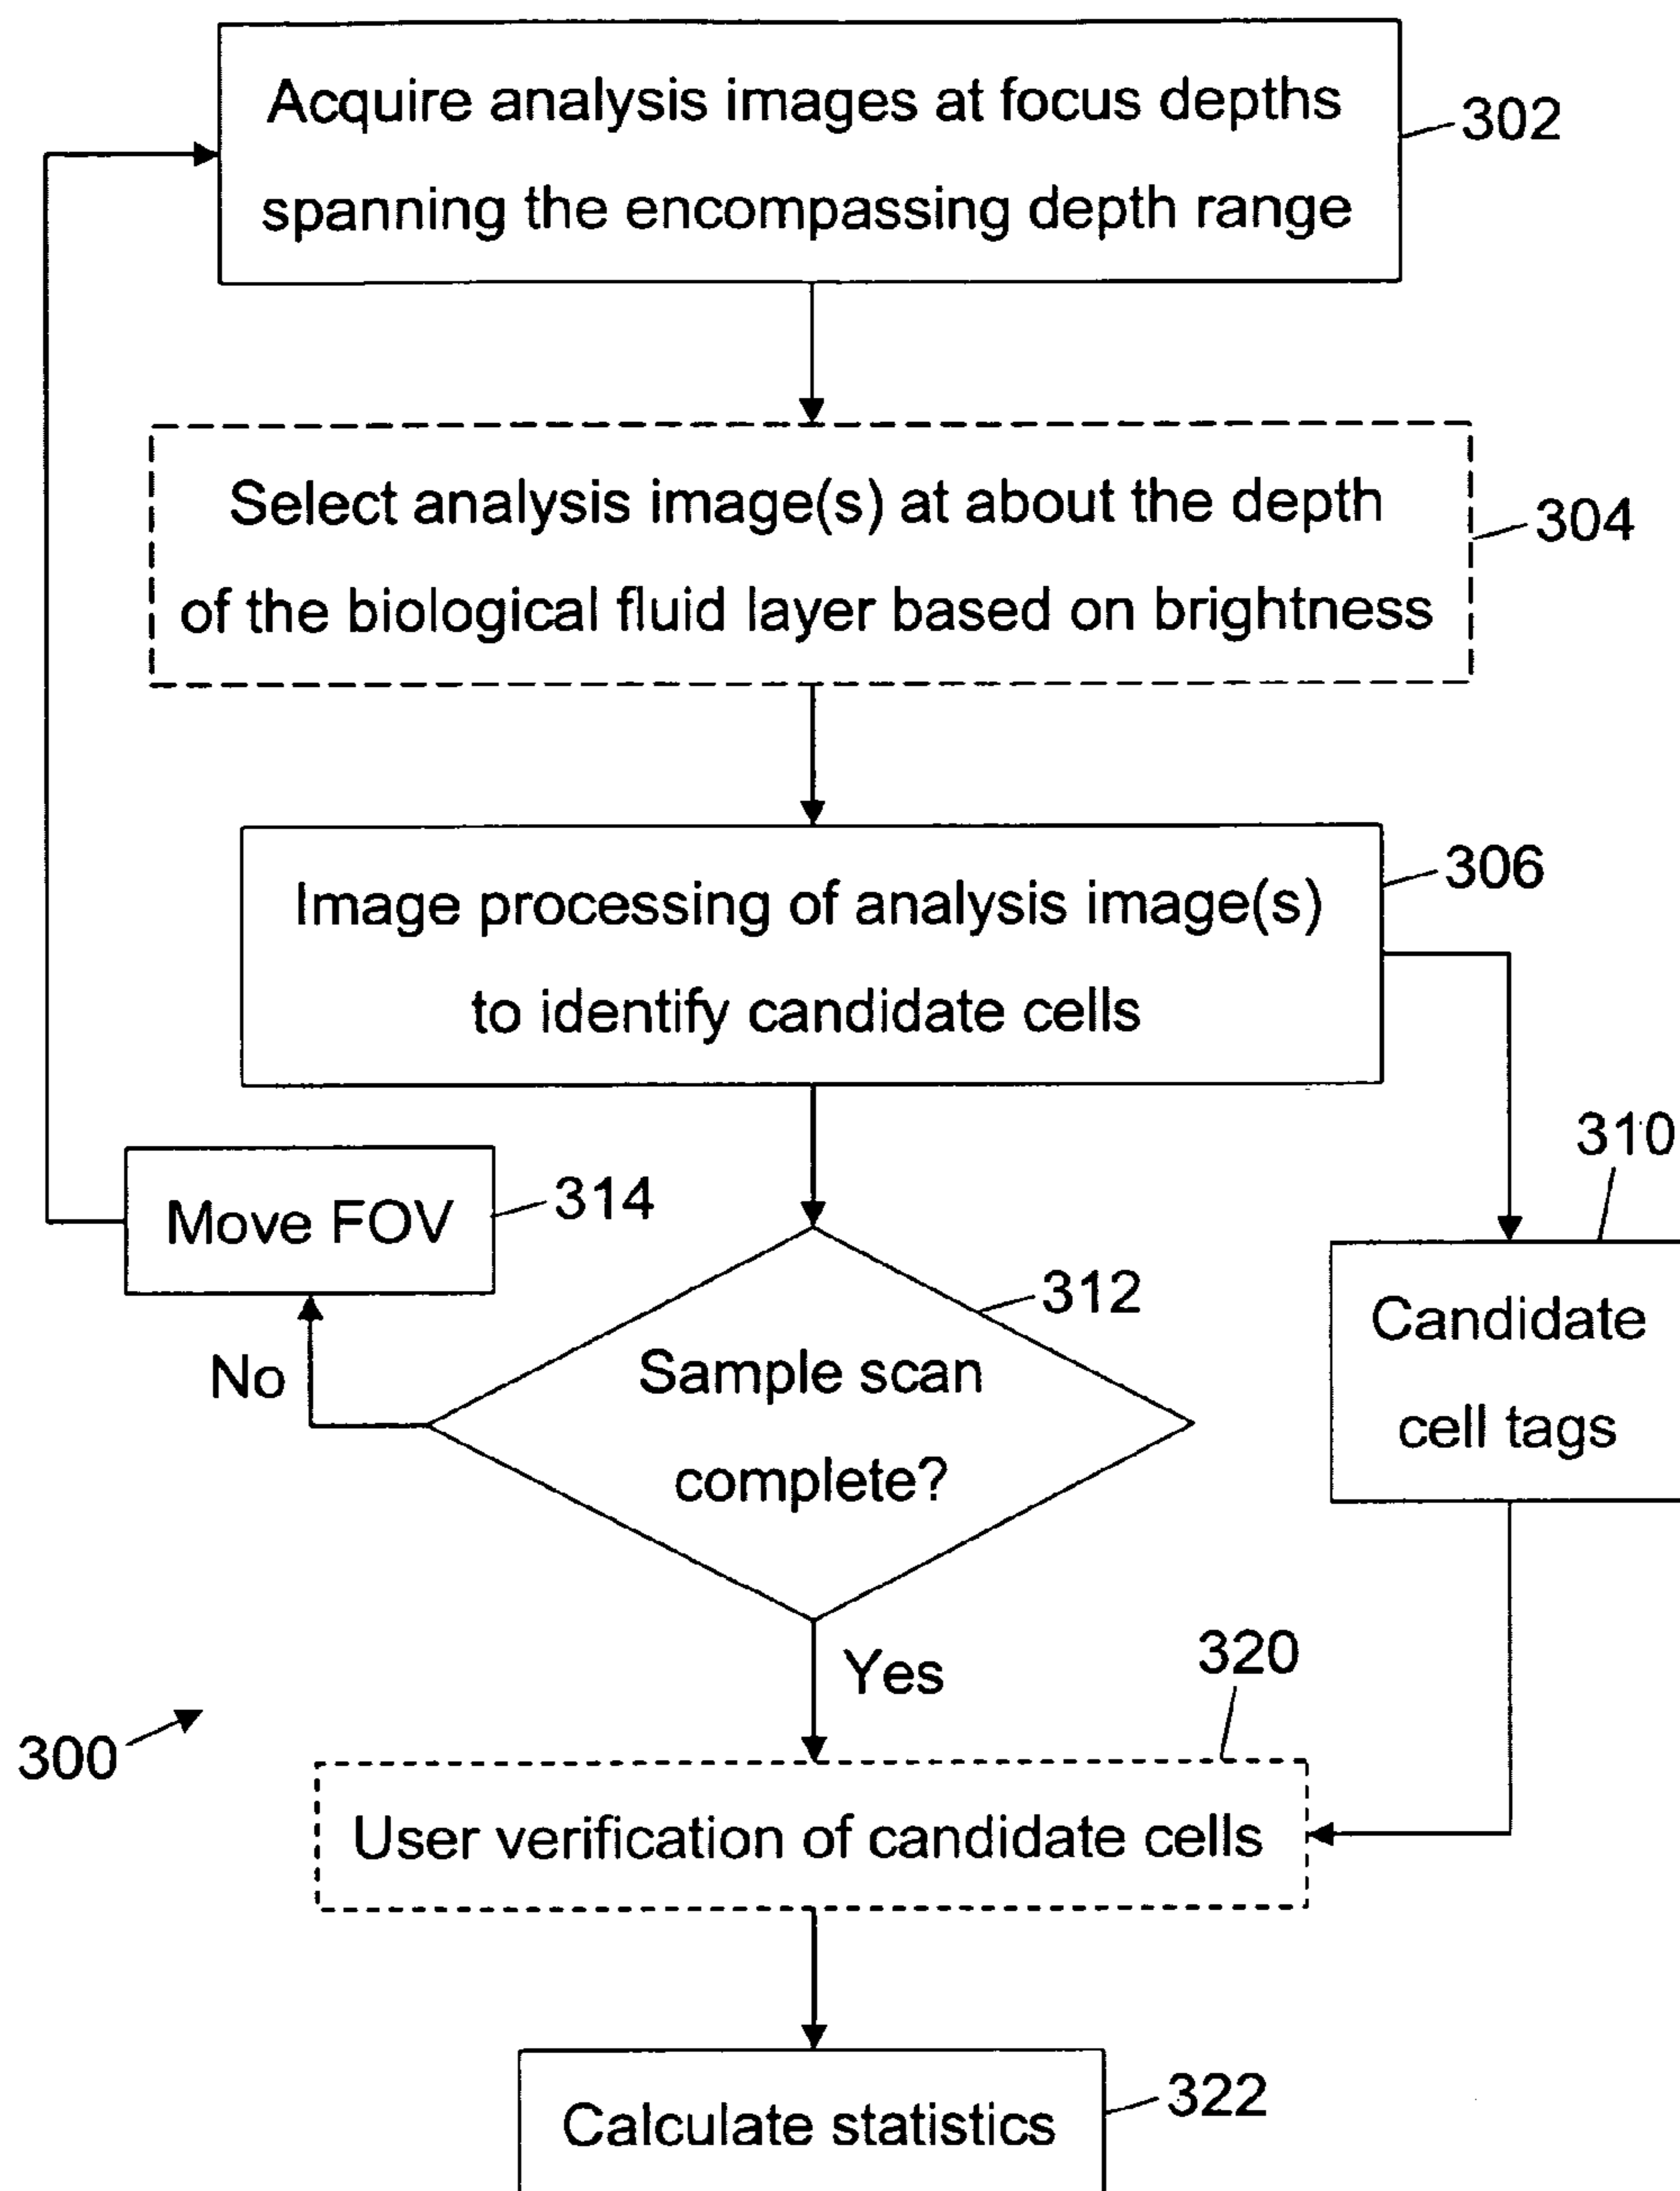 Acquire analysis images at focus depths
spanning the encompassing depth range
302
Select analysis image(s) at about the depth
of the biological fluid layer based on brightness
304
Image processing of analysis image(s)
to identify candidate cells
306
310
Candidate
cell tags
Move FOV
314
312
Sample scan
complete?
No
Yes
320
300
User verification of candidate cells
Calculate statistics
322